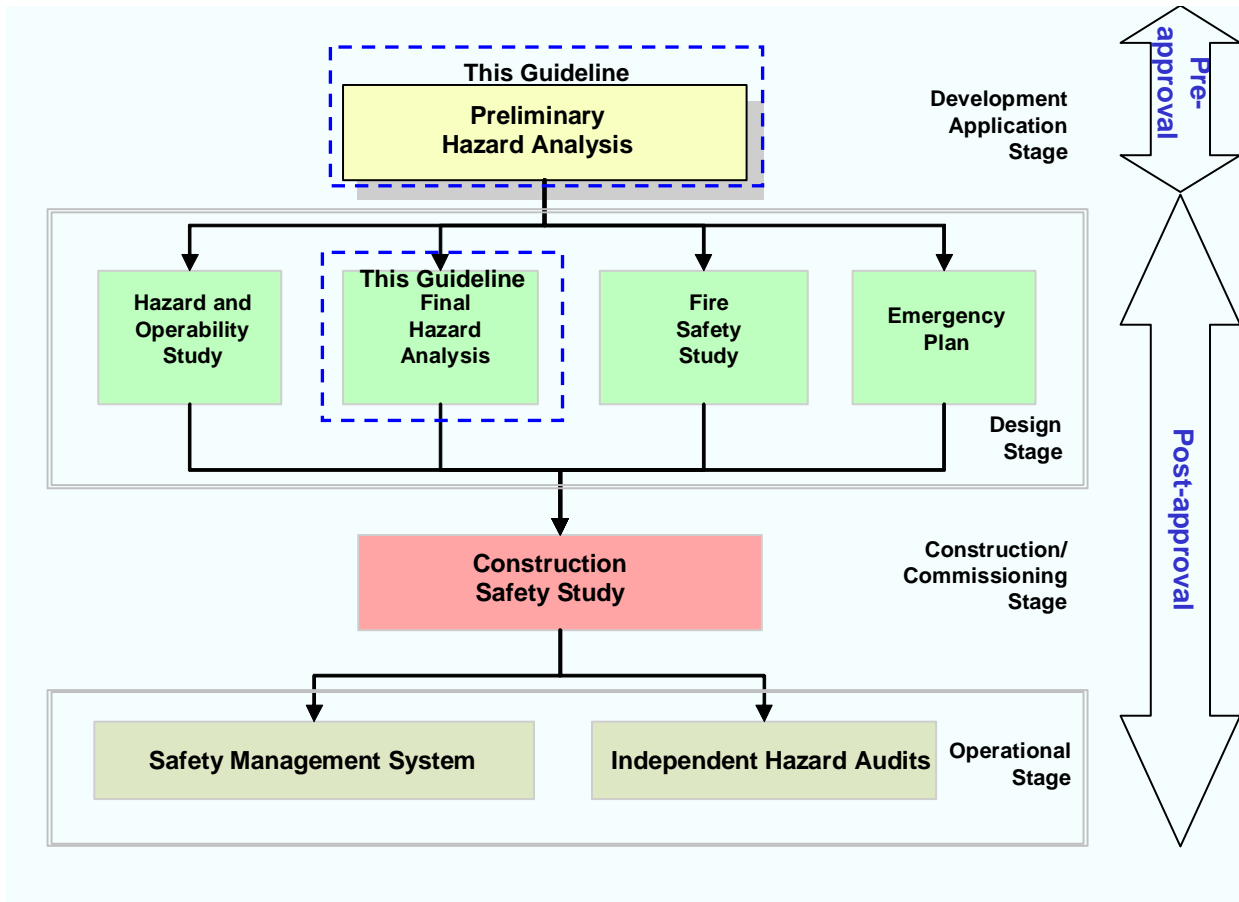 This Guideline
Preliminary
Hazard Analysis
Development
Application
Stage
Pre-
approval
Hazard and
Operability
Study
This Guideline
Final
Hazard
Analysis
Fire
Safety
Study
Emergency
Plan
Design
Stage
Post-approval
Construction
Safety Study
Construction/
Commissioning
Stage
Safety Management System
Independent Hazard Audits
Operational
Stage